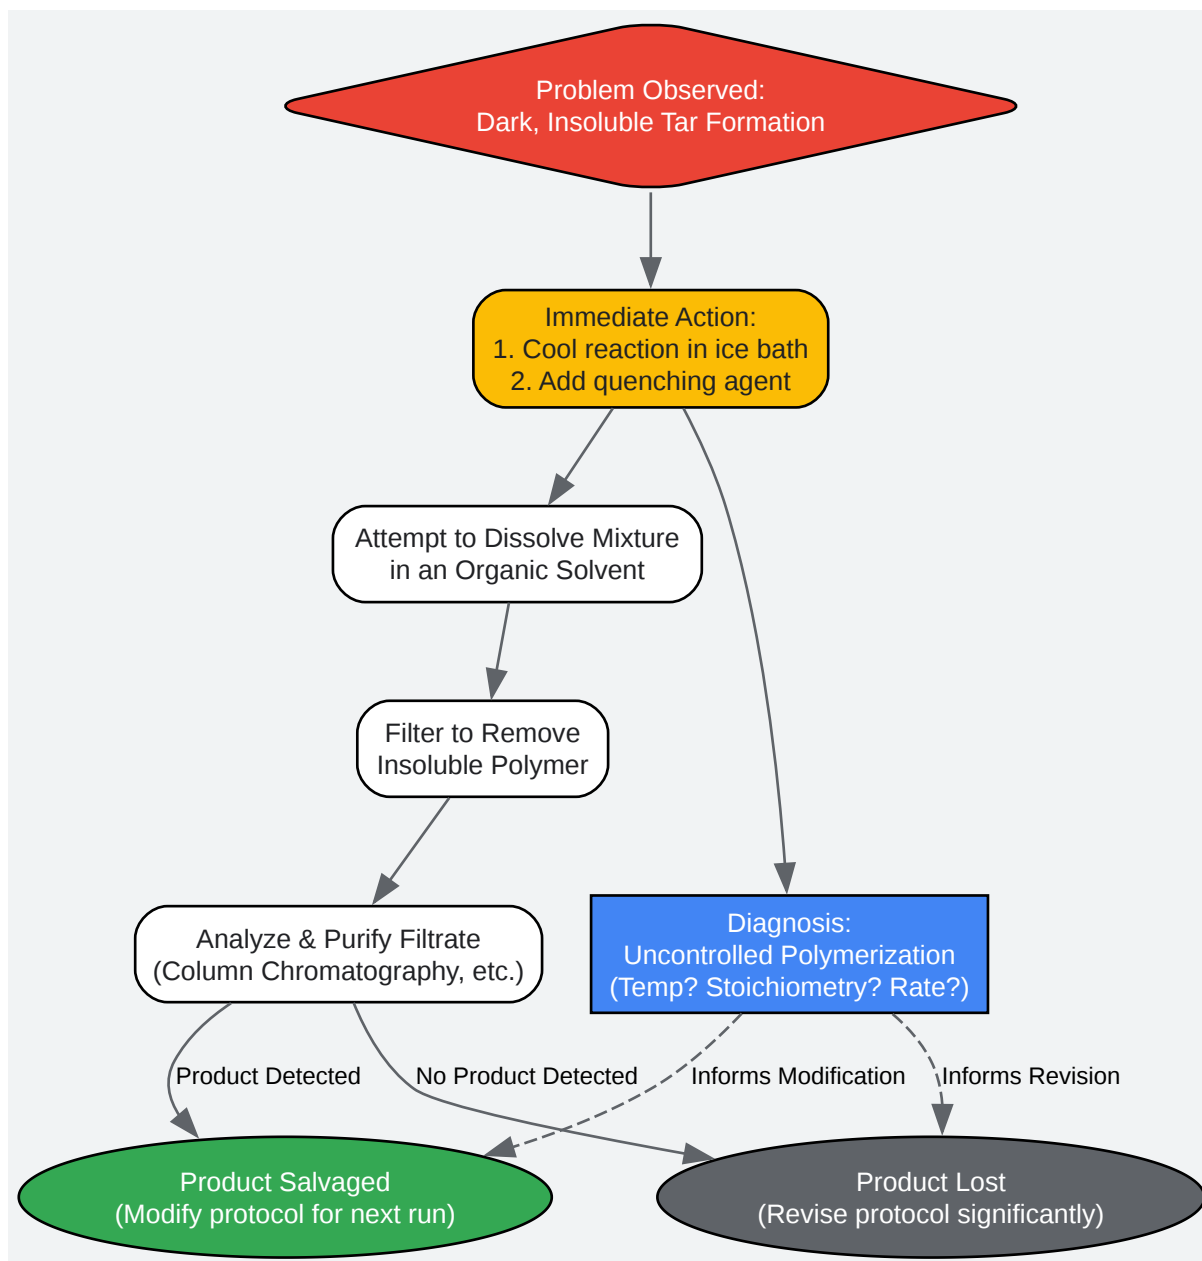 Problem Observed:
Dark, Insoluble Tar Formation
Immediate Action:
1. Cool reaction in ice bath
2. Add quenching agent
Attempt to Dissolve Mixture
in an Organic Solvent
Filter to Remove
Insoluble Polymer
Analyze & Purify Filtrate
(Column Chromatography, etc.)
Diagnosis:
Uncontrolled Polymerization
(Temp? Stoichiometry? Rate?)
Product Detected
No Product Detected
Informs Modification
Informs Revision
Product Salvaged
(Modify protocol for next run)
Product Lost
(Revise protocol significantly)